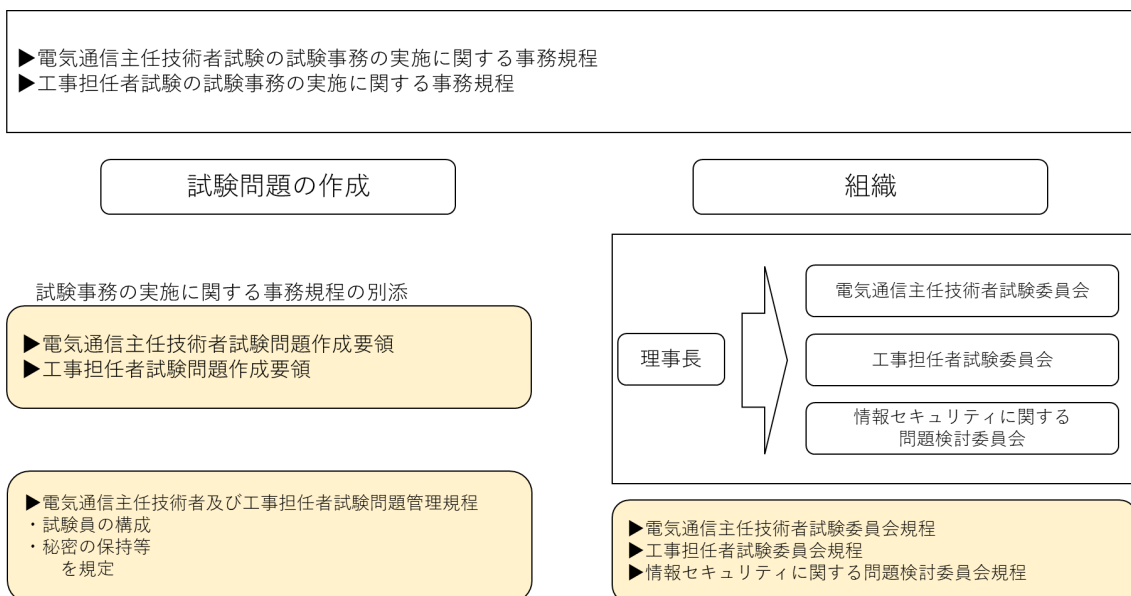 ▶電気通信主任技術者試験の試験事務の実施に関する事務規程
▶工事担任者試験の試験事務の実施に関する事務規程
試験問題の作成
試験事務の実施に関する事務規程の別添
▶電気通信主任技術者試験問題作成要領
▶工事担任者試験問題作成要領
▶電気通信主任技術者及び工事担任者試験問題管理規程
・試験員の構成
・秘密の保持等
を規定
組織
理事長
電気通信主任技術者試験委員会
工事担任者試験委員会
情報セキュリティに関する
問題検討委員会
▶電気通信主任技術者試験委員会規程
▶工事担任者試験委員会規程
▶情報セキュリティに関する問題検討委員会規程